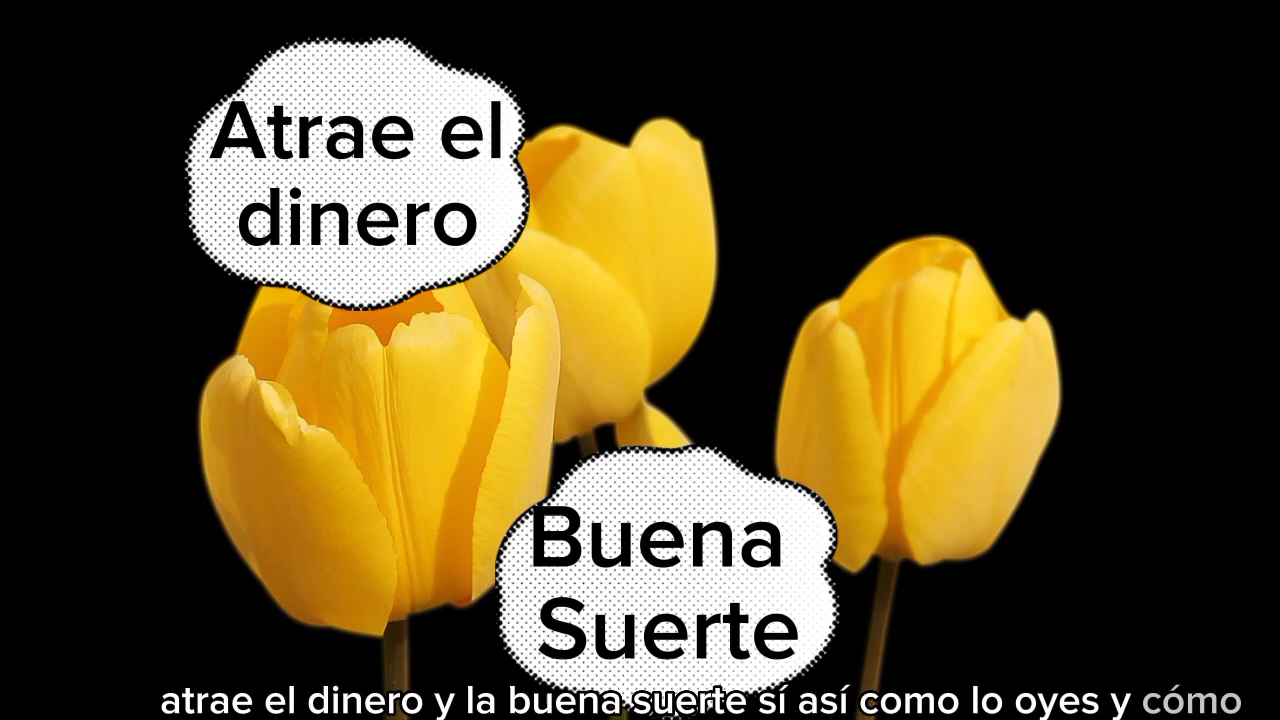 Atrae el
dinero
Buena
Suerte
atrae el dinero y la buena suerte sí así como lo oyes y cómo